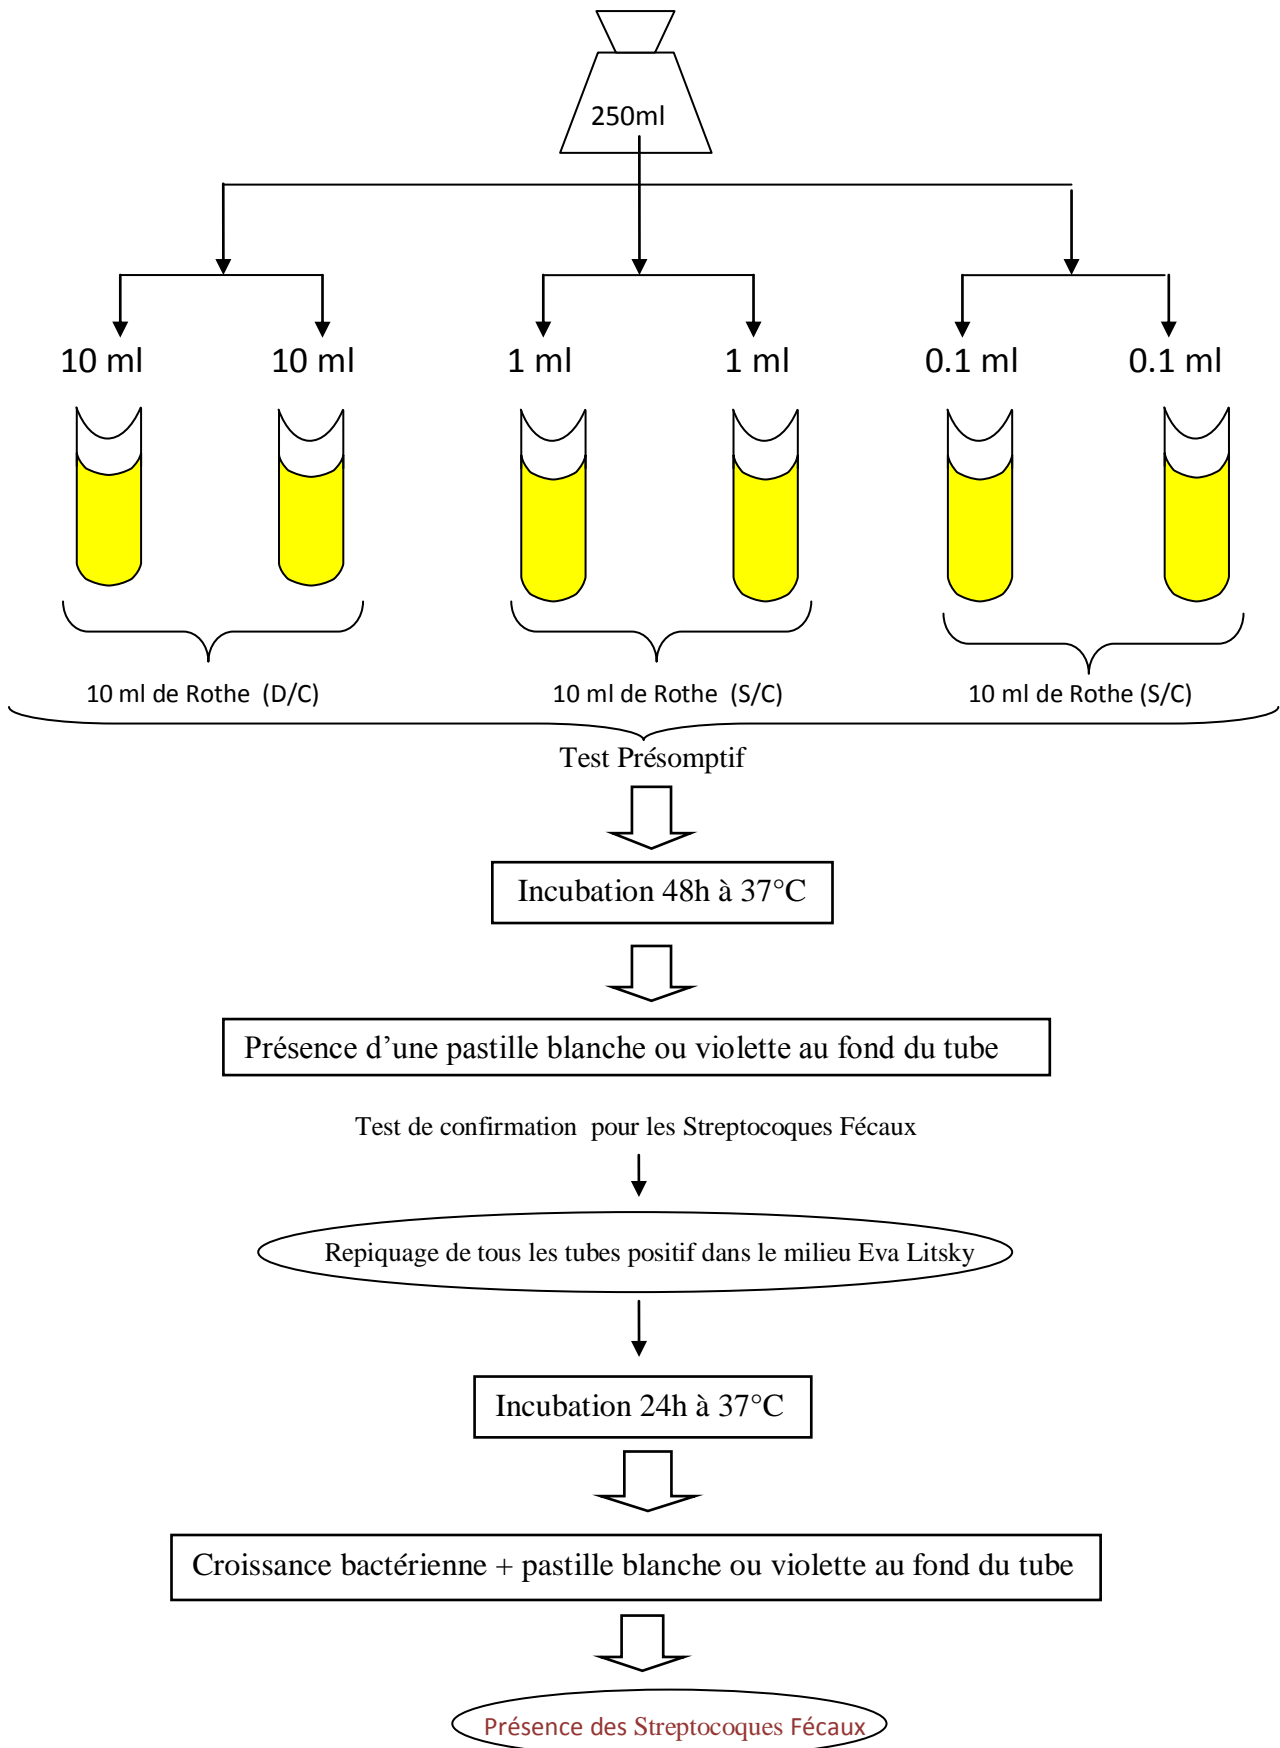 250ml
10 ml 10 ml 1 ml 1 ml 0.1 ml 0.1 ml
10 ml de Rothe (D/C) 10 ml de Rothe (S/C) 10 ml de Rothe (S/C)
Test Présomptif
Incubation 48h à 37°C
Présence d’une pastille blanche ou violette au fond du tube
Test de confirmation pour les Streptocoques Fécaux
Repiquage de tous les tubes positif dans le milieu Eva Litsky
Incubation 24h à 37°C
Croissance bactérienne + pastille blanche ou violette au fond du tube
Présence des Streptocoques Fécaux